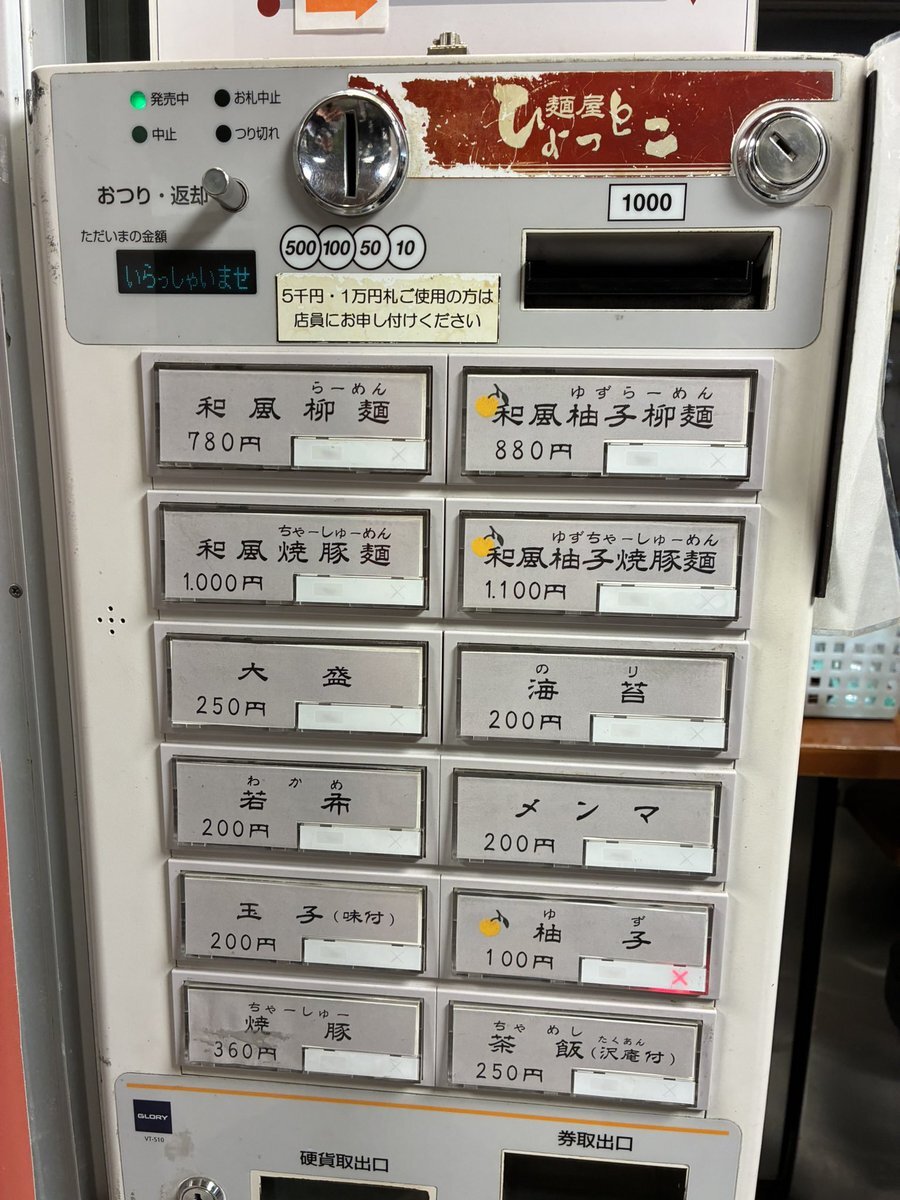 発売中 お札中止
中止 つり切れ
麺屋
ひょっとこ
おつり・返却
ただいまの金額
いらっしゃいませ
500 100 50 10
1000
5千円・1万円札ご使用の方は
店員にお申し付けください
らーめん
和風柳麺
780円
ゆずらーめん
和風柚子柳麺
880円
ちゃーしゅーめん
和風焼豚麺
1.000円
ゆずちゃーしゅーめん
和風柚子焼豚麺
1.100円
大盛
250円
のり
海苔
200円
わかめ
若布
200円
メンマ
200円
玉子(味付)
200円
ゆず
柚子
100円
ちゃーしゅー
焼豚
360円
ちゃめし たくあん
茶飯(沢庵付)
250円
GLORY
VT-S10
硬貨取出口
券取出口